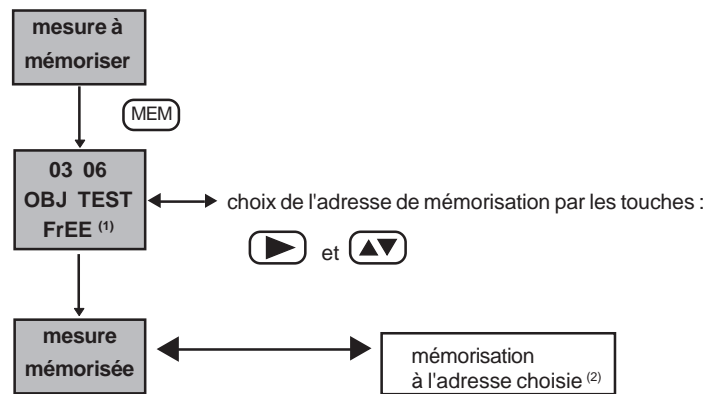 mesure à
mémoriser
MEM
03 06
OBJ TEST
FrEE (1)
choix de l'adresse de mémorisation par les touches :
et
mesure
mémorisée
mémorisation
à l'adresse choisie (2)